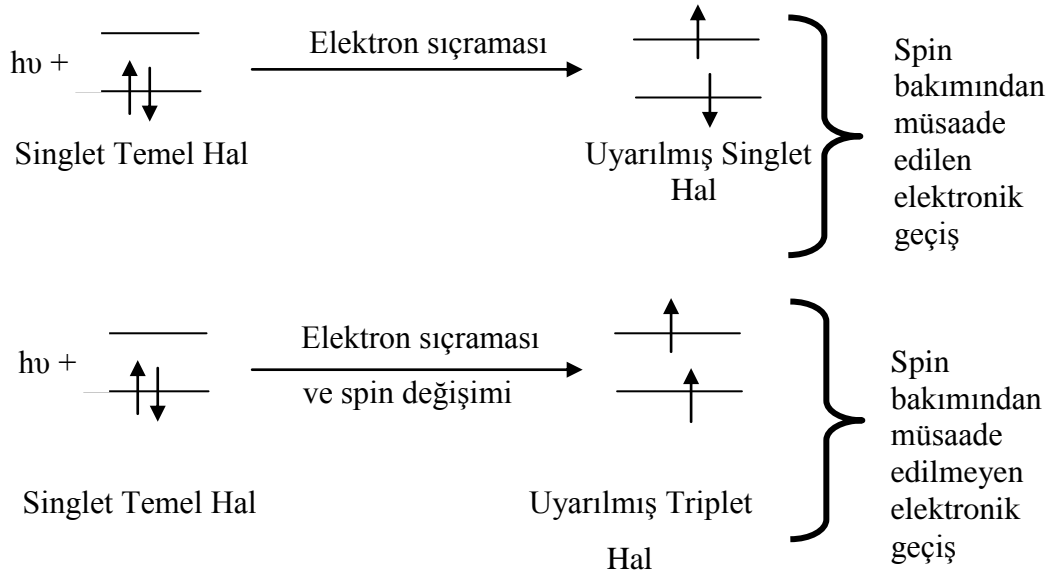 hυ +
Elektron sıçraması
Singlet Temel Hal
Uyarılmış Singlet
Hal
Spin
bakımından
müsaade
edilen
elektronik
geçiş
hυ +
Elektron sıçraması
ve spin değişimi
Singlet Temel Hal
Uyarılmış Triplet
Hal
Spin
bakımından
müsaade
edilmeyen
elektronik
geçiş